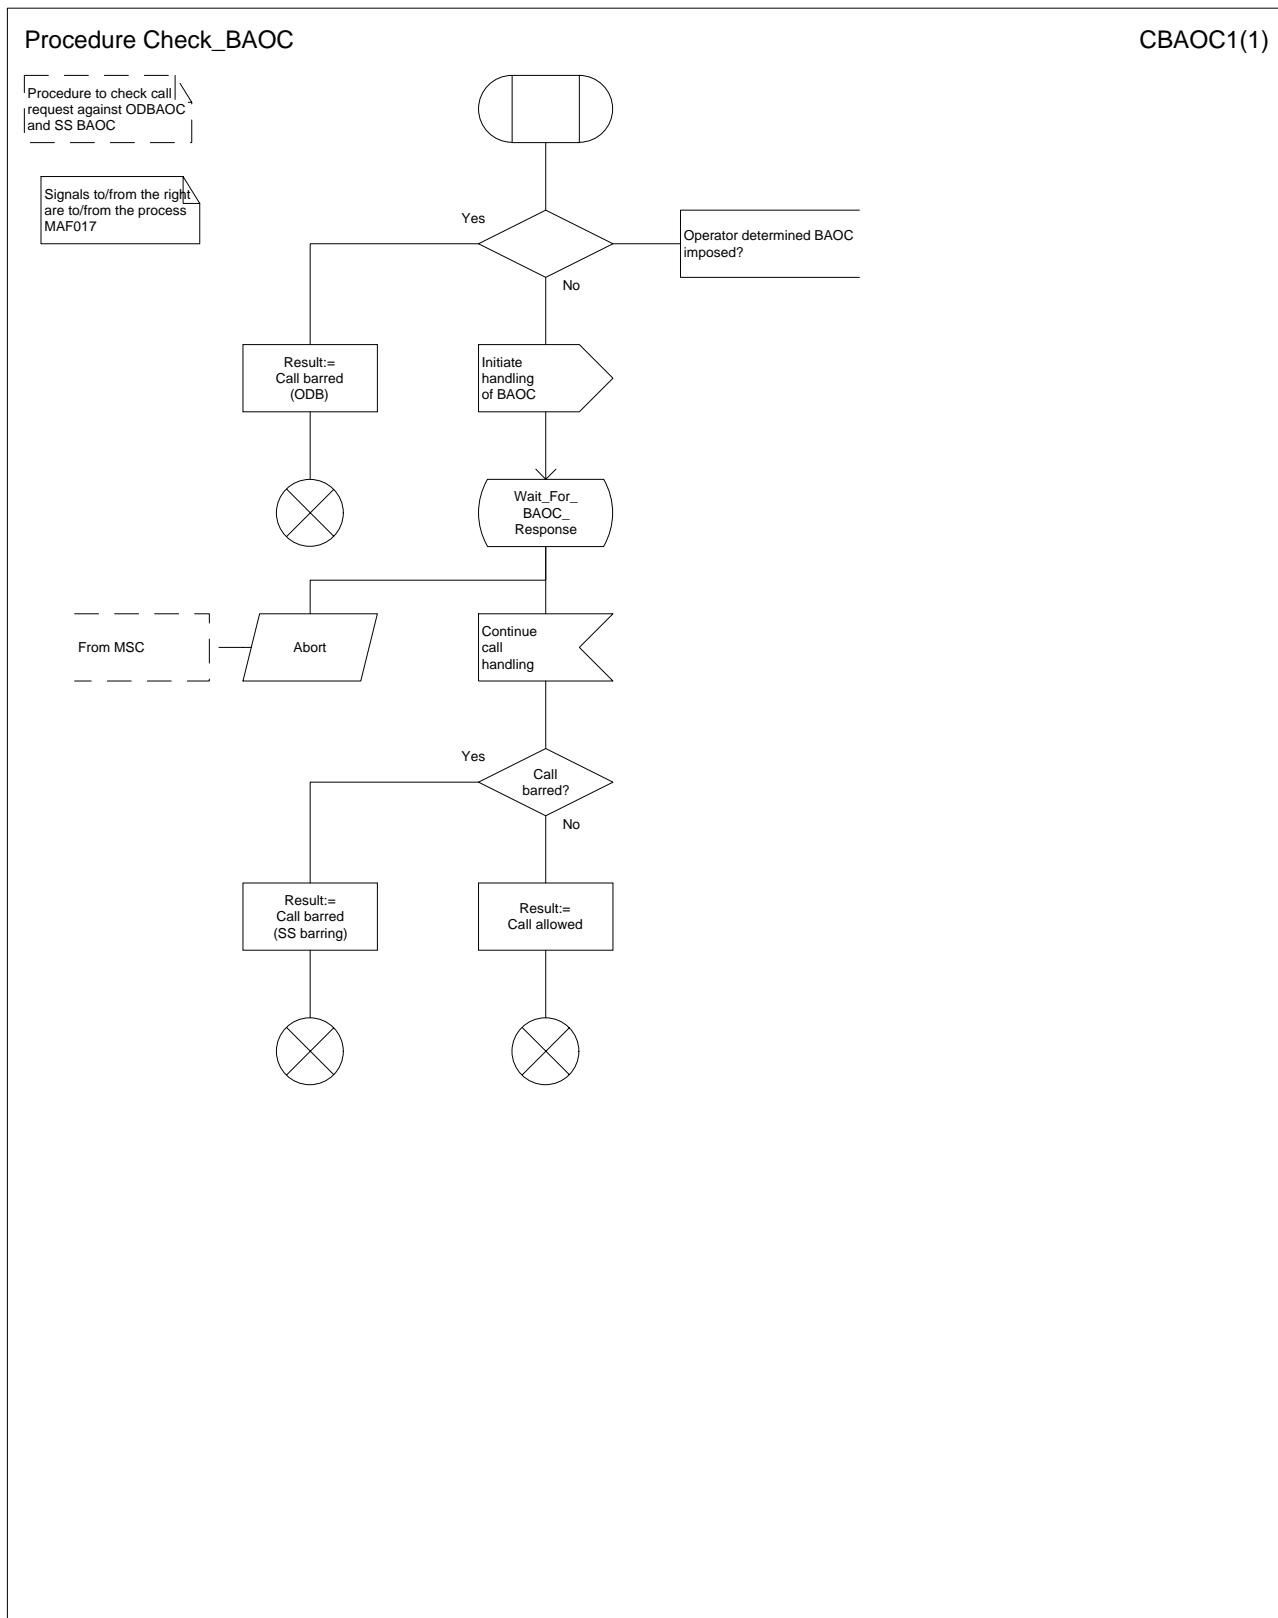 Procedure Check_BAOC
CBAOC1(1)
Procedure to check call
request against ODBAOC
and SS BAOC
Signals to/from the right
are to/from the process
MAF017
Yes
Operator determined BAOC
imposed?
No
Result:=
Call barred
(ODB)
Initiate
handling
of BAOC
Wait_For_
BAOC_
Response
From MSC
Abort
Continue
call
handling
Yes
Call
barred?
No
Result:=
Call barred
(SS barring)
Result:=
Call allowed